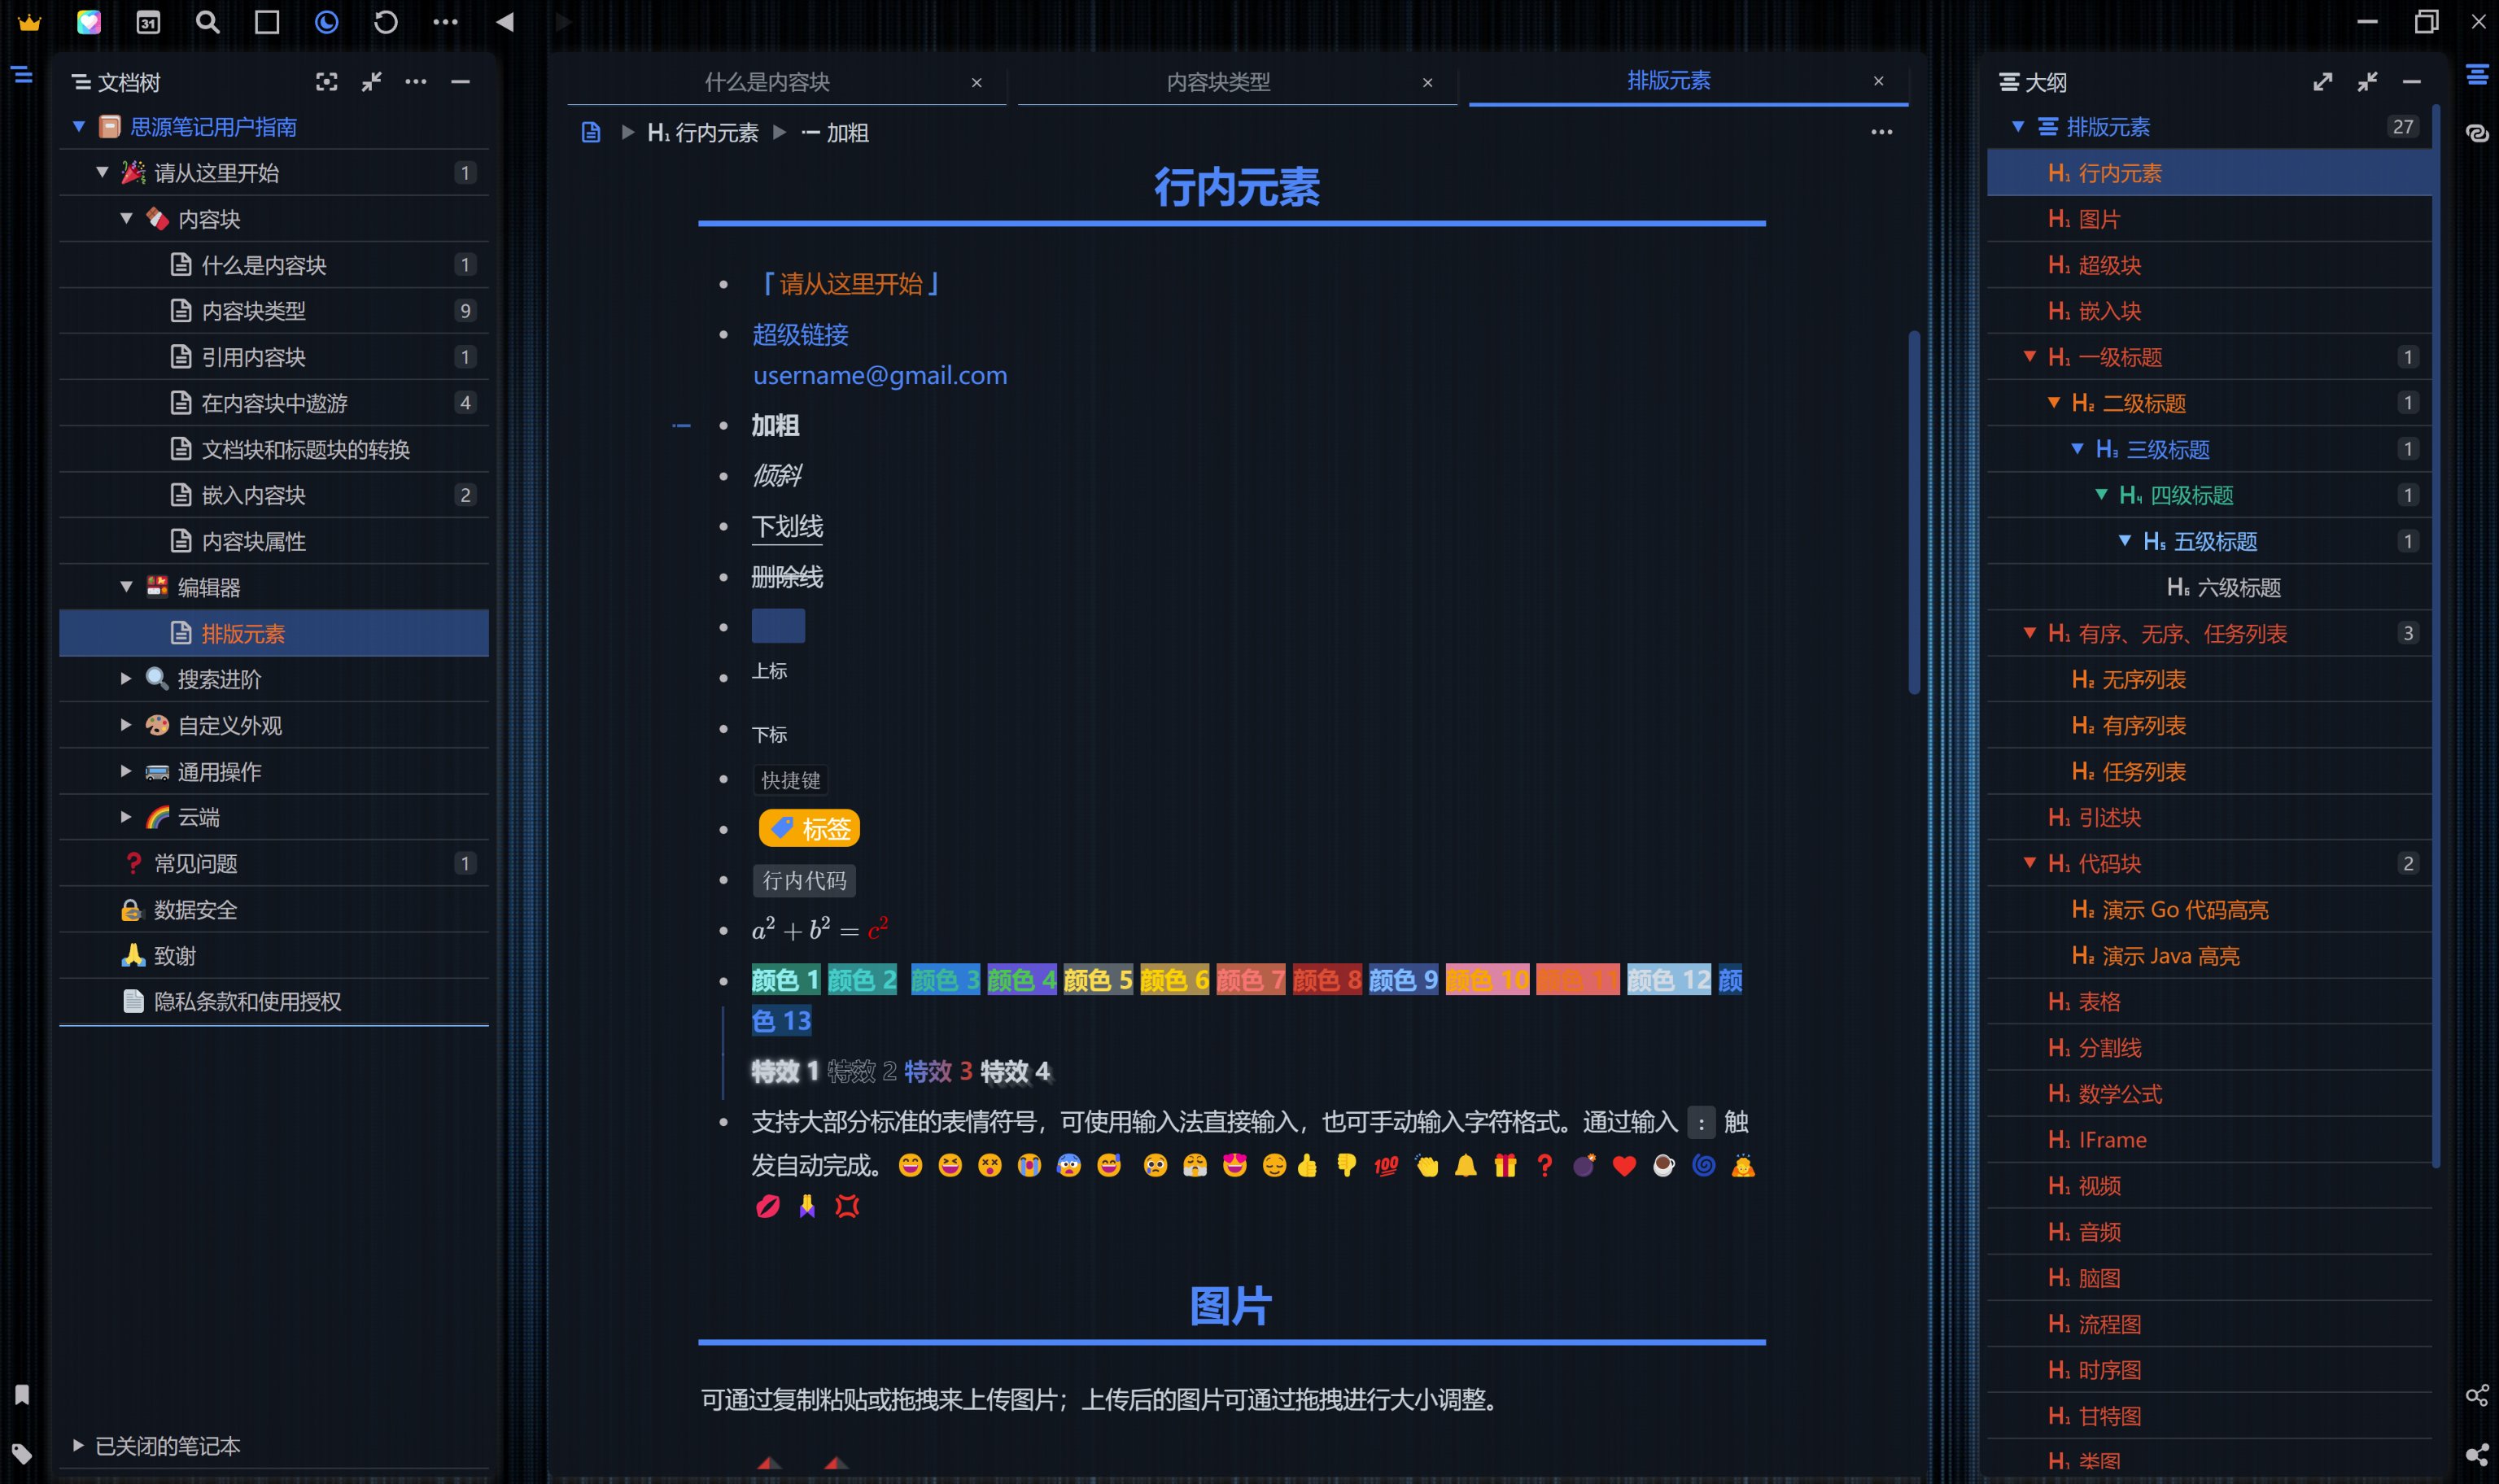 31
文档树
思源笔记用户指南
请从这里开始 1
内容块
什么是内容块 1
内容块类型 9
引用内容块 1
在内容块中遨游 4
文档块和标题块的转换
嵌入内容块 2
内容块属性
编辑器
排版元素
搜索进阶
自定义外观
通用操作
云端
常见问题 1
数据安全
致谢
隐私条款和使用授权
已关闭的笔记本
什么是内容块 内容块类型 排版元素
H1 行内元素 加粗
行内元素
「请从这里开始」
超级链接
username@gmail.com
加粗
倾斜
下划线
删除线
上标
下标
快捷键
标签
行内代码
a² + b² = c²
颜色 1 颜色 2 颜色 3 颜色 4 颜色 5 颜色 6 颜色 7 颜色 8 颜色 9 颜色 10 颜色 11 颜色 12 颜
色 13
特效 1 特效 2 特效 3 特效 4
支持大部分标准的表情符号，可使用输入法直接输入，也可手动输入字符格式。通过输入 : 触
发自动完成。😄 😆 😵 😭 😰 😅 😢 😤 😍 😌 👍 👎 💯 👏 🔔 🎁 ❓ 💣 ❤️ ☕ 🌀 🙇
💋 🙏 💢
图片
可通过复制粘贴或拖拽来上传图片；上传后的图片可通过拖拽进行大小调整。
大纲
排版元素 27
H1 行内元素
H1 图片
H1 超级块
H1 嵌入块
H1 一级标题 1
H2 二级标题 1
H3 三级标题 1
H4 四级标题 1
H5 五级标题 1
H6 六级标题
H1 有序、无序、任务列表 3
H2 无序列表
H2 有序列表
H2 任务列表
H1 引述块
H1 代码块 2
H2 演示 Go 代码高亮
H2 演示 Java 高亮
H1 表格
H1 分割线
H1 数学公式
H1 IFrame
H1 视频
H1 音频
H1 脑图
H1 流程图
H1 时序图
H1 甘特图
H1 类图